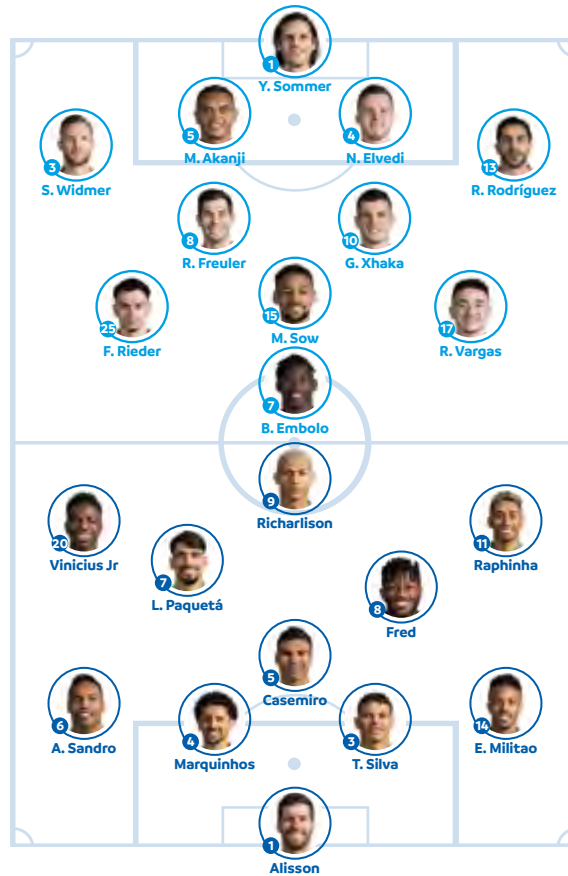 1
Y. Sommer
5
M. Akanji
4
N. Elvedi
3
S. Widmer
13
R. Rodríguez
8
R. Freuler
10
G. Xhaka
25
F. Rieder
15
M. Sow
17
R. Vargas
7
B. Embolo
9
Richarlison
20
Vinicius Jr
11
Raphinha
7
L. Paquetá
8
Fred
5
Casemiro
6
A. Sandro
4
Marquinhos
3
T. Silva
14
E. Militao
1
Alisson